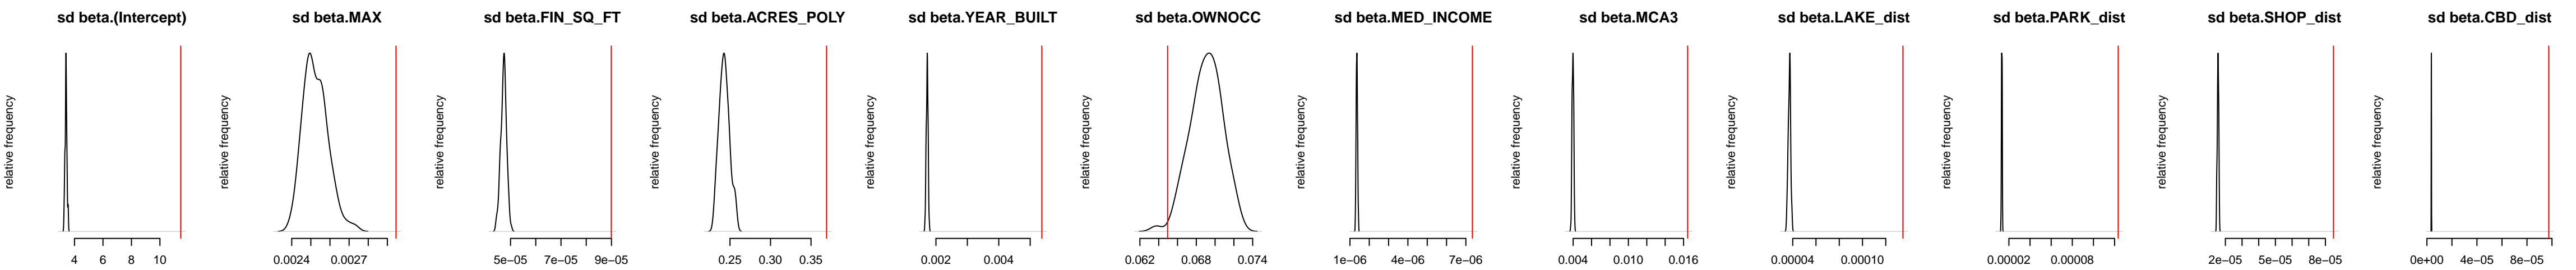 sd beta.(Intercept)
relative frequency
4 6 8 10
sd beta.MAX
relative frequency
0.0024 0.0027
sd beta.FIN_SQ_FT
relative frequency
5e−05 7e−05 9e−05
sd beta.ACRES_POLY
relative frequency
0.25 0.30 0.35
sd beta.YEAR_BUILT
relative frequency
0.002 0.004
sd beta.OWNOCC
relative frequency
0.062 0.068 0.074
sd beta.MED_INCOME
relative frequency
1e−06 4e−06 7e−06
sd beta.MCA3
relative frequency
0.004 0.010 0.016
sd beta.LAKE_dist
relative frequency
0.00004 0.00010
sd beta.PARK_dist
relative frequency
0.00002 0.00008
sd beta.SHOP_dist
relative frequency
2e−05 5e−05 8e−05
sd beta.CBD_dist
relative frequency
0e+00 4e−05 8e−05